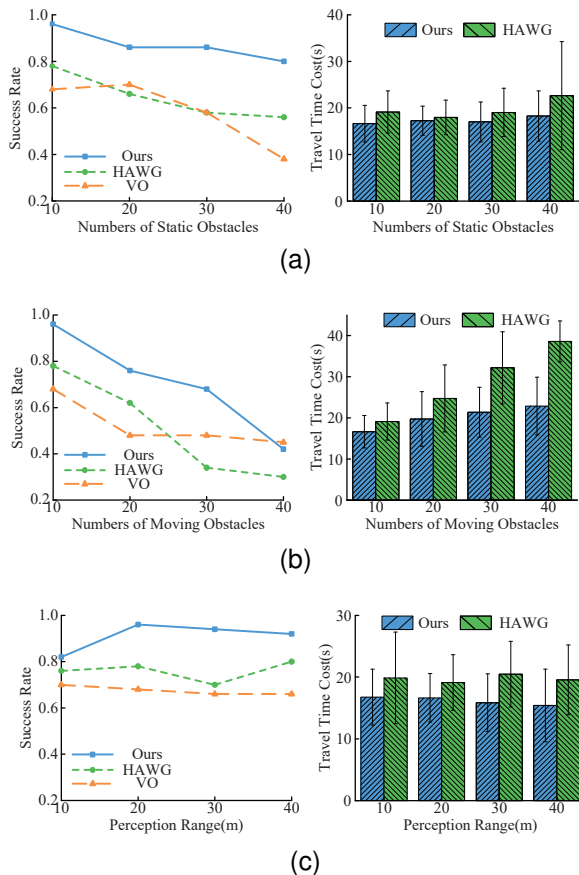 1.0
0.8
0.6
0.4
0.2
Success Rate
Ours
HAWG
VO
10 20 30 40
Numbers of Static Obstacles
40
30
20
10
0
Travel Time Cost(s)
Ours HAWG
10 20 30 40
Numbers of Static Obstacles
(a)
1.0
0.8
0.6
0.4
0.2
Success Rate
Ours
HAWG
VO
10 20 30 40
Numbers of Moving Obstacles
40
30
20
10
0
Travel Time Cost(s)
Ours HAWG
10 20 30 40
Numbers of Moving Obstacles
(b)
1.0
0.8
0.6
0.4
0.2
Success Rate
Ours
HAWG
VO
10 20 30 40
Perception Range(m)
30
20
10
0
Travel Time Cost(s)
Ours HAWG
10 20 30 40
Perception Range(m)
(c)